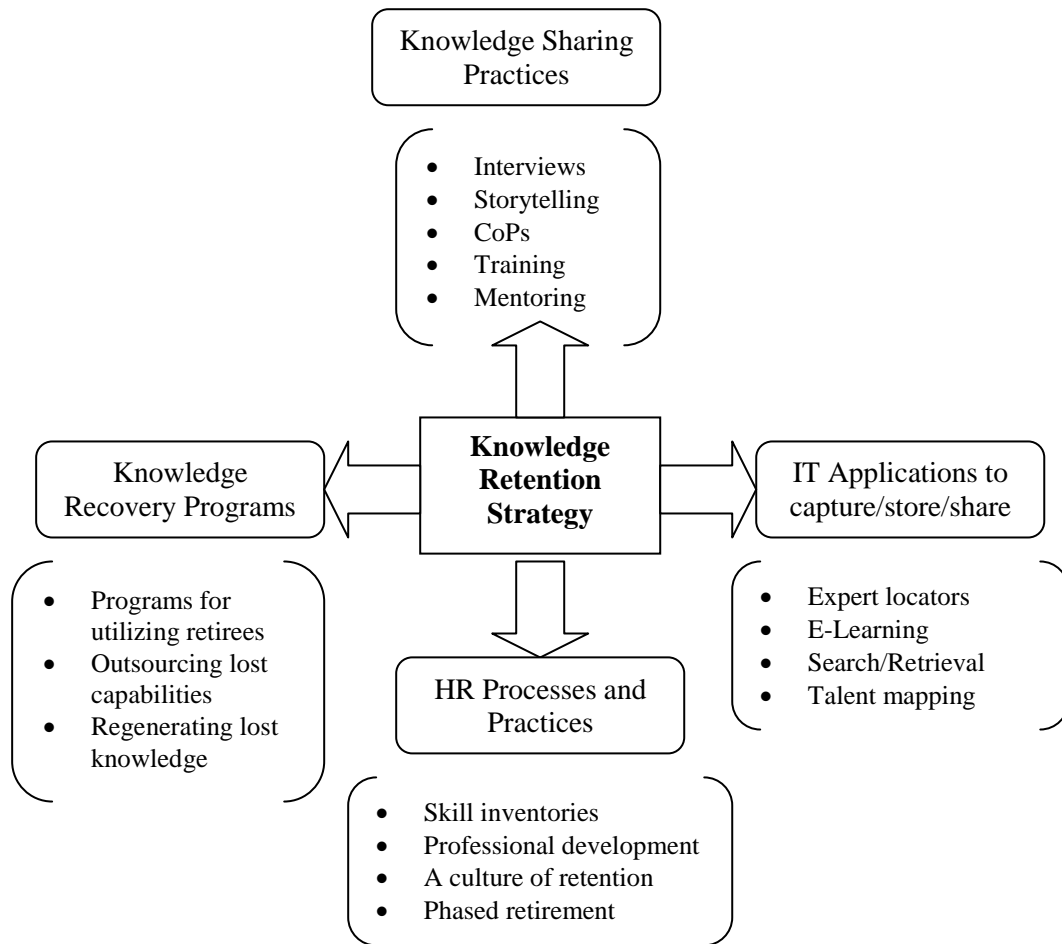 Knowledge Sharing
Practices
• Interviews
• Storytelling
• CoPs
• Training
• Mentoring
Knowledge
Retention
Strategy
Knowledge
Recovery Programs
IT Applications to
capture/store/share
• Programs for
utilizing retirees
• Outsourcing lost
capabilities
• Regenerating lost
knowledge
• Expert locators
• E-Learning
• Search/Retrieval
• Talent mapping
HR Processes and
Practices
• Skill inventories
• Professional development
• A culture of retention
• Phased retirement